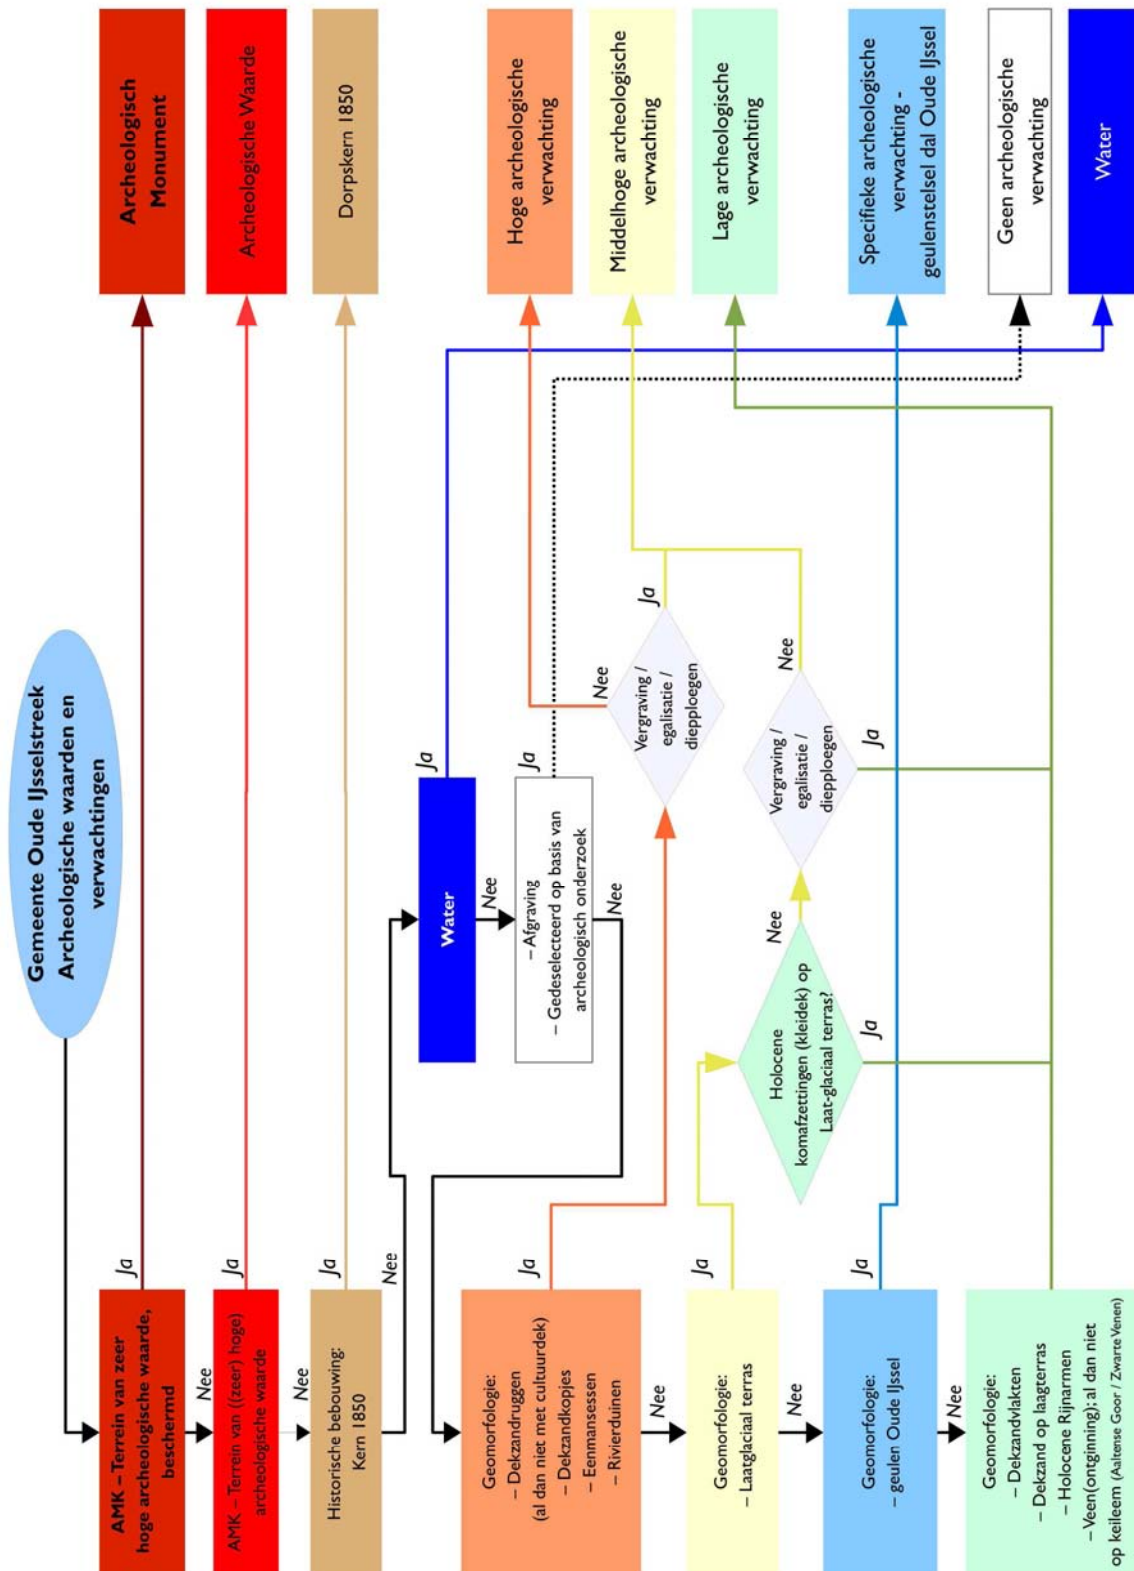 Gemeente Oude IJsselstreek
Archeologische waarden en
verwachtingen
AMK – Terrein van zeer
hoge archeologische waarde,
beschermd
Ja
Archeologisch
Monument
Nee
AMK – Terrein van ((zeer) hoge)
archeologische waarde
Ja
Archeologische Waarde
Nee
Historische bebouwing:
Kern 1850
Ja
Dorpskern 1850
Nee
Water
Ja
Nee
– Afgraving
– Gedeselecteerd op basis van
archeologisch onderzoek
Ja
Nee
Geomorfologie:
– Dekzandruggen
(al dan niet met cultuurdek)
– Dekzandkopjes
– Eenmansessen
– Rivierduinen
Ja
Vergraving /
egalisatie /
diepploegen
Nee
Ja
Hoge archeologische
verwachting
Nee
Geomorfologie:
– Laatglaciaal terras
Ja
Holocene
komafzettingen (kleidek) op
Laat-glaciaal terras?
Nee
Ja
Vergraving /
egalisatie /
diepploegen
Nee
Ja
Middelhoge archeologische
verwachting
Lage archeologische
verwachting
Nee
Geomorfologie:
– geulen Oude IJssel
Ja
Specifieke archeologische
verwachting -
geulenstelsel dal Oude IJssel
Nee
Geomorfologie:
– Dekzandvlakten
– Dekzand op laagterras
– Holocene Rijnarmen
– Veen(ontginning); al dan niet
op keileem (Aaltense Goor / Zwarte Venen)
Geen archeologische
verwachting
Water